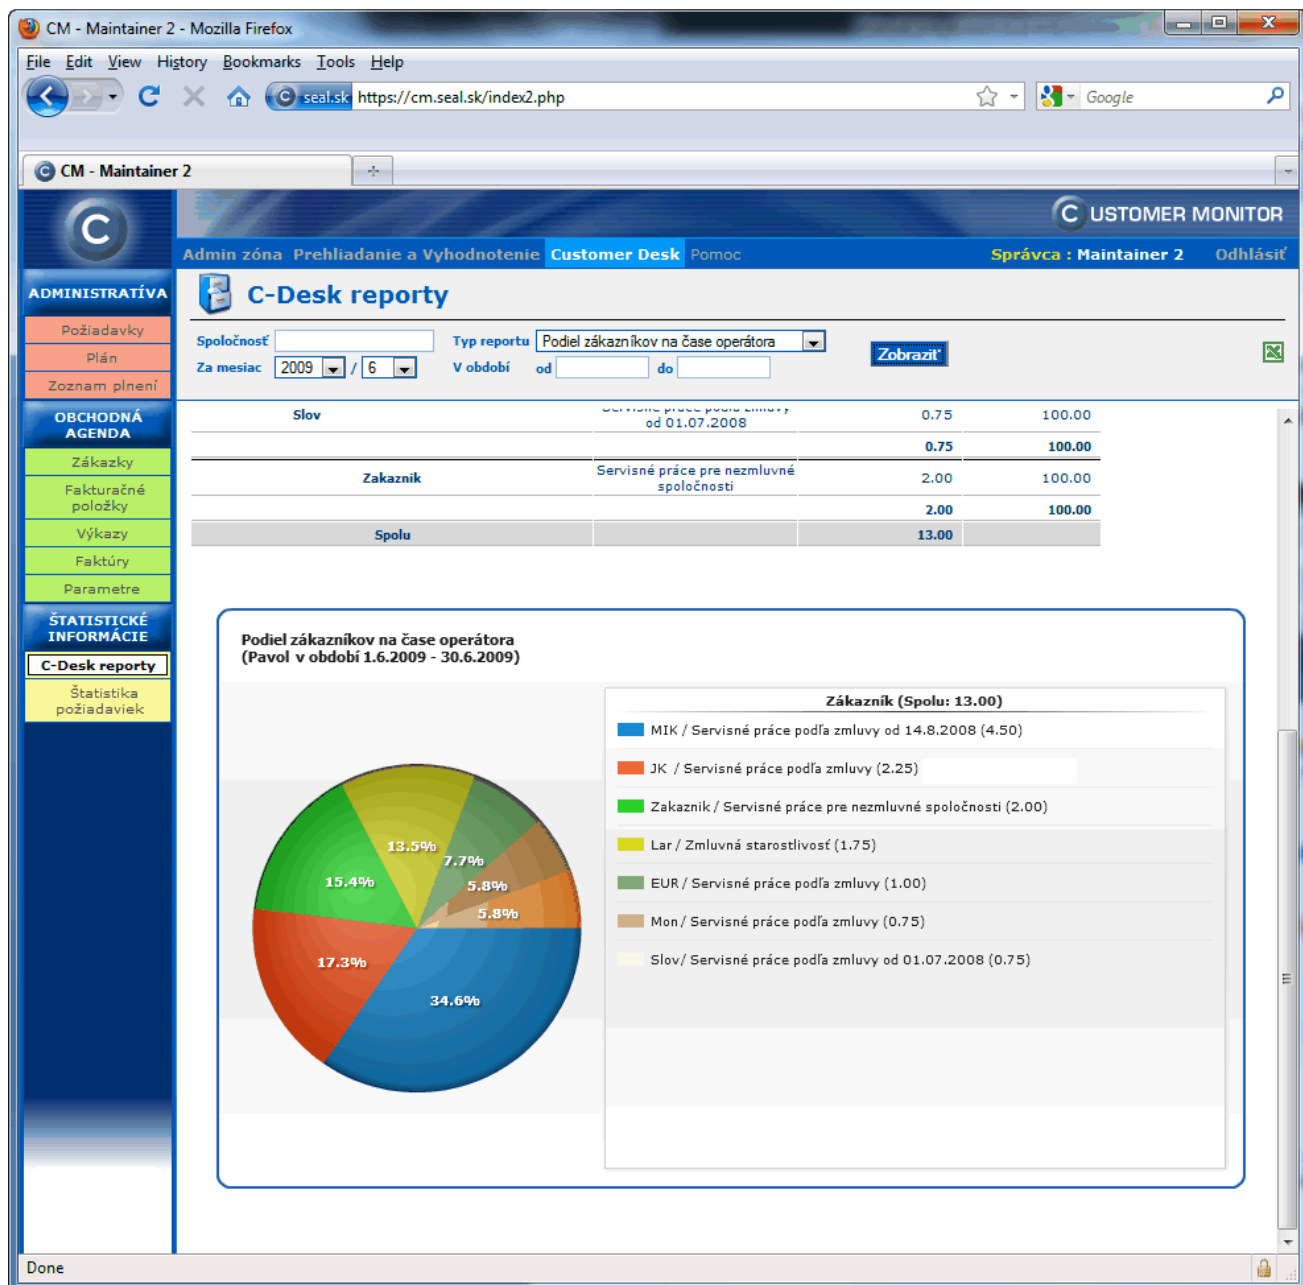 CM - Maintainer 2 - Mozilla Firefox
File Edit View History Bookmarks Tools Help
seal.sk https://cm.seal.sk/index2.php
Google
CM - Maintainer 2
C
C USTOMER MONITOR
Admin zóna Prehliadanie a Vyhodnotenie Customer Desk Pomoc Správca : Maintainer 2 Odhlásiť
ADMINISTRATÍVA
Požiadavky
Plán
Zoznam plnení
OBCHODNÁ
AGENDA
Zákazky
Fakturačné
položky
Výkazy
Faktúry
Parametre
ŠTATISTICKÉ
INFORMÁCIE
C-Desk reporty
Štatistika
požiadaviek
C-Desk reporty
Spoločnosť Typ reportu Podiel zákazníkov na čase operátora
Zobraziť
Za mesiac 2009 / 6 V období od do
Servisné práce podľa zmluvy
Slov od 01.07.2008 0.75 100.00
0.75 100.00
Zakaznik Servisné práce pre nezmluvné
spoločnosti 2.00 100.00
2.00 100.00
Spolu 13.00
Podiel zákazníkov na čase operátora
(Pavol v období 1.6.2009 - 30.6.2009)
13.5%
7.7%
15.4%
5.8%
5.8%
17.3%
34.6%
Zákazník (Spolu: 13.00)
MIK / Servisné práce podľa zmluvy od 14.8.2008 (4.50)
JK / Servisné práce podľa zmluvy (2.25)
Zakaznik / Servisné práce pre nezmluvné spoločnosti (2.00)
Lar / Zmluvná starostlivosť (1.75)
EUR / Servisné práce podľa zmluvy (1.00)
Mon / Servisné práce podľa zmluvy (0.75)
Slov/ Servisné práce podľa zmluvy od 01.07.2008 (0.75)
Done